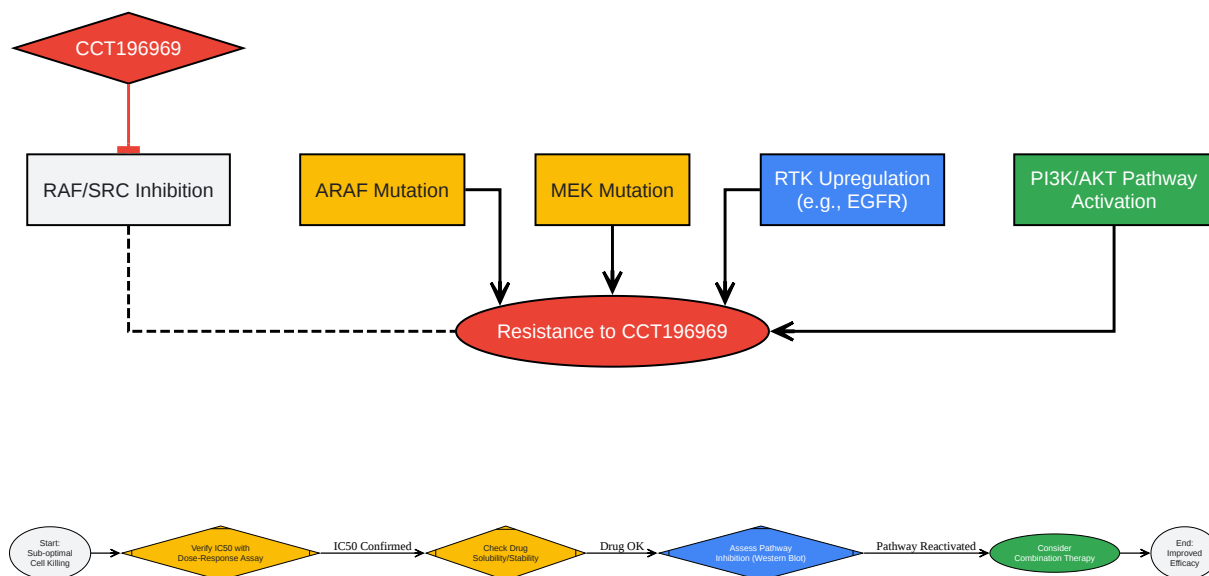 CCT196969
RAF/SRC Inhibition
ARAF Mutation
MEK Mutation
RTK Upregulation
(e.g., EGFR)
PI3K/AKT Pathway
Activation
Resistance to CCT196969
Start:
Sub-optimal
Cell Killing
Verify IC50 with
Dose-Response Assay
IC50 Confirmed
Check Drug
Solubility/Stability
Drug OK
Assess Pathway
Inhibition (Western Blot)
Pathway Reactivated
Consider
Combination Therapy
End:
Improved
Efficacy